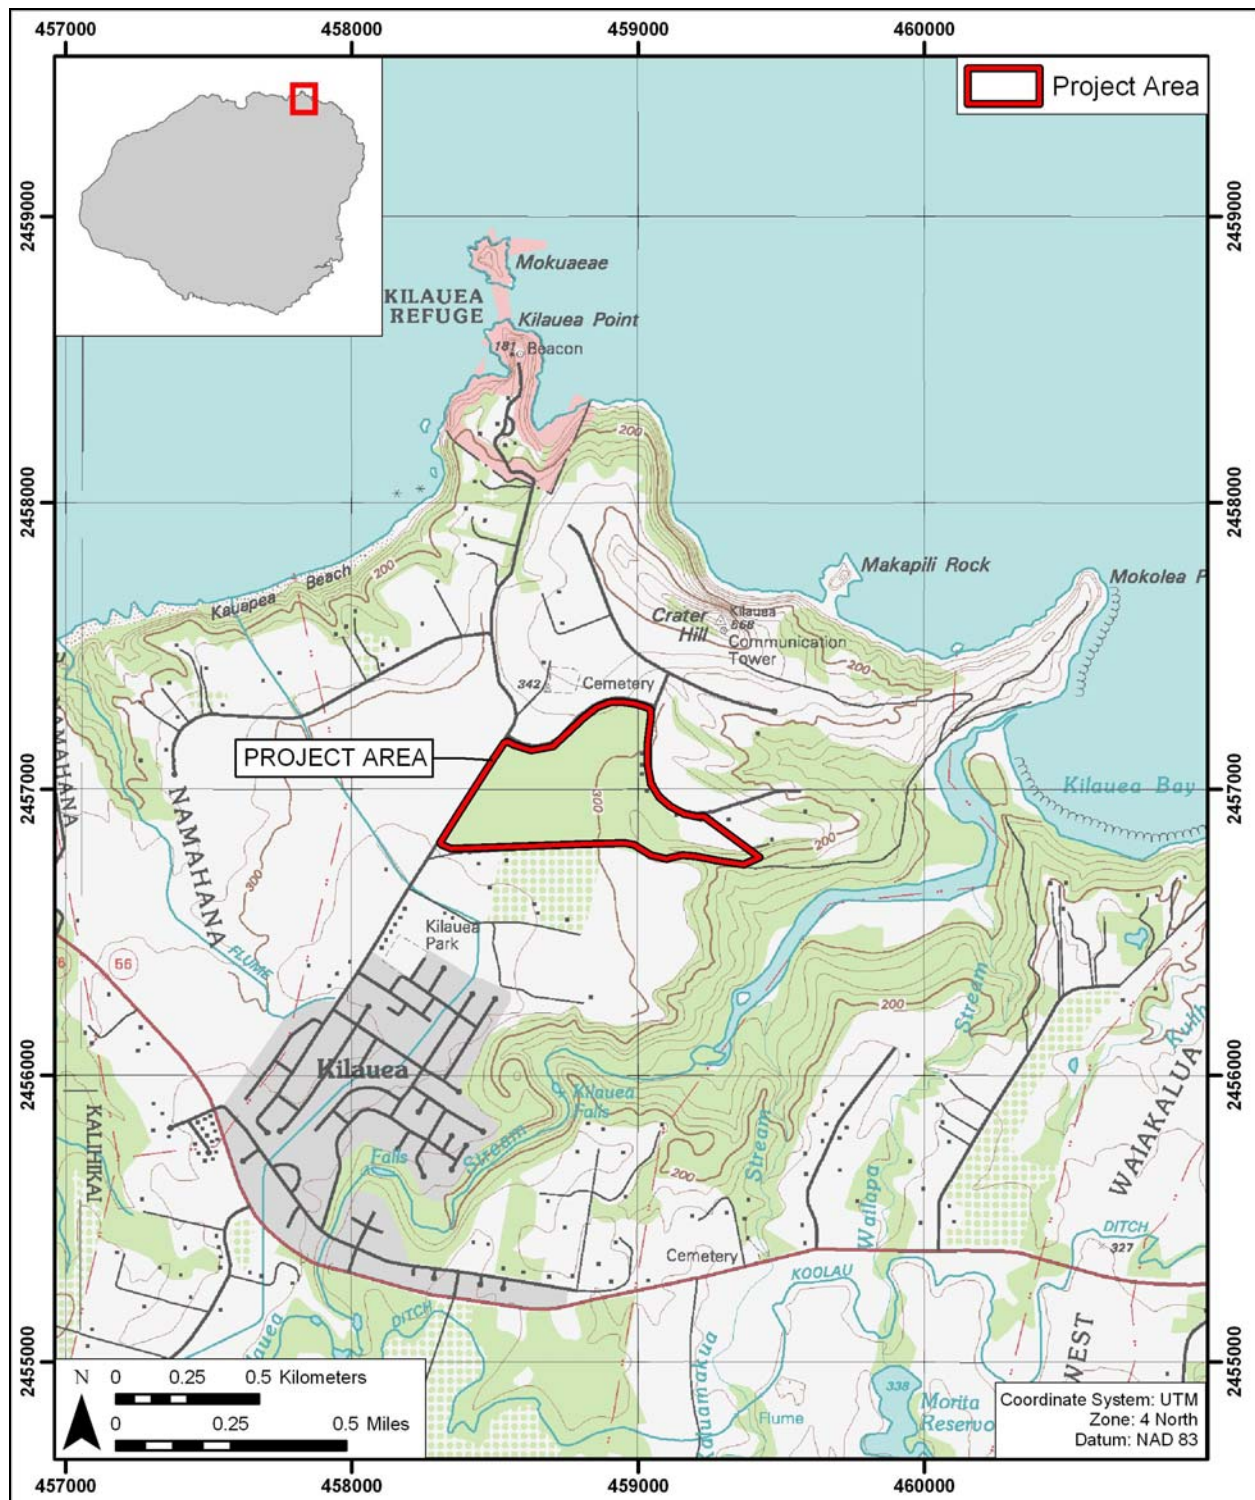 457000
458000
459000
460000
Project Area
2459000
2459000
Mokuaeae
KILAUEA
REFUGE
Kilauea Point
181
Beacon
200
2458000
2458000
Kauapea Beach
200
Makapili Rock
Mokolea P
Crater
Hill
Kilauea
668
Communication
Tower
200
342
Cemetery
PROJECT AREA
2457000
2457000
NAMAHANA
NAMAHANA
300
300
200
Kilauea Bay
Kilauea
Park
FLUME
56
6
200
Stream
2456000
2456000
Kilauea
Kilauea
Falls
Falls
Stream
Stream
200
KALIHIKAI
WAIAKALUA
Wailapa
Cemetery
DITCH
327
KOOLAU
DITCH
WEST
2455000
2455000
338
Morita
Reservo
Flume
N
0 0.25 0.5 Kilometers
0 0.25 0.5 Miles
Coordinate System: UTM
Zone: 4 North
Datum: NAD 83
457000
458000
459000
460000